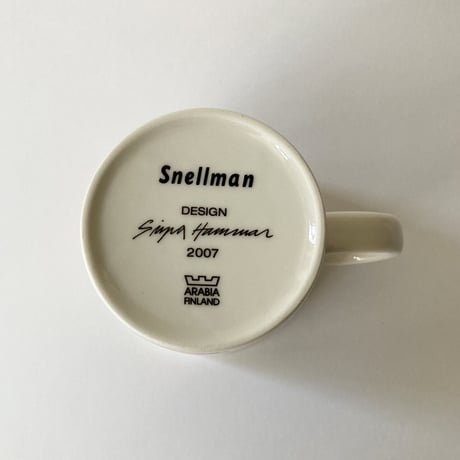 Snellman
DESIGN
Sirpa Hammar
2007
ARABIA
FINLAND